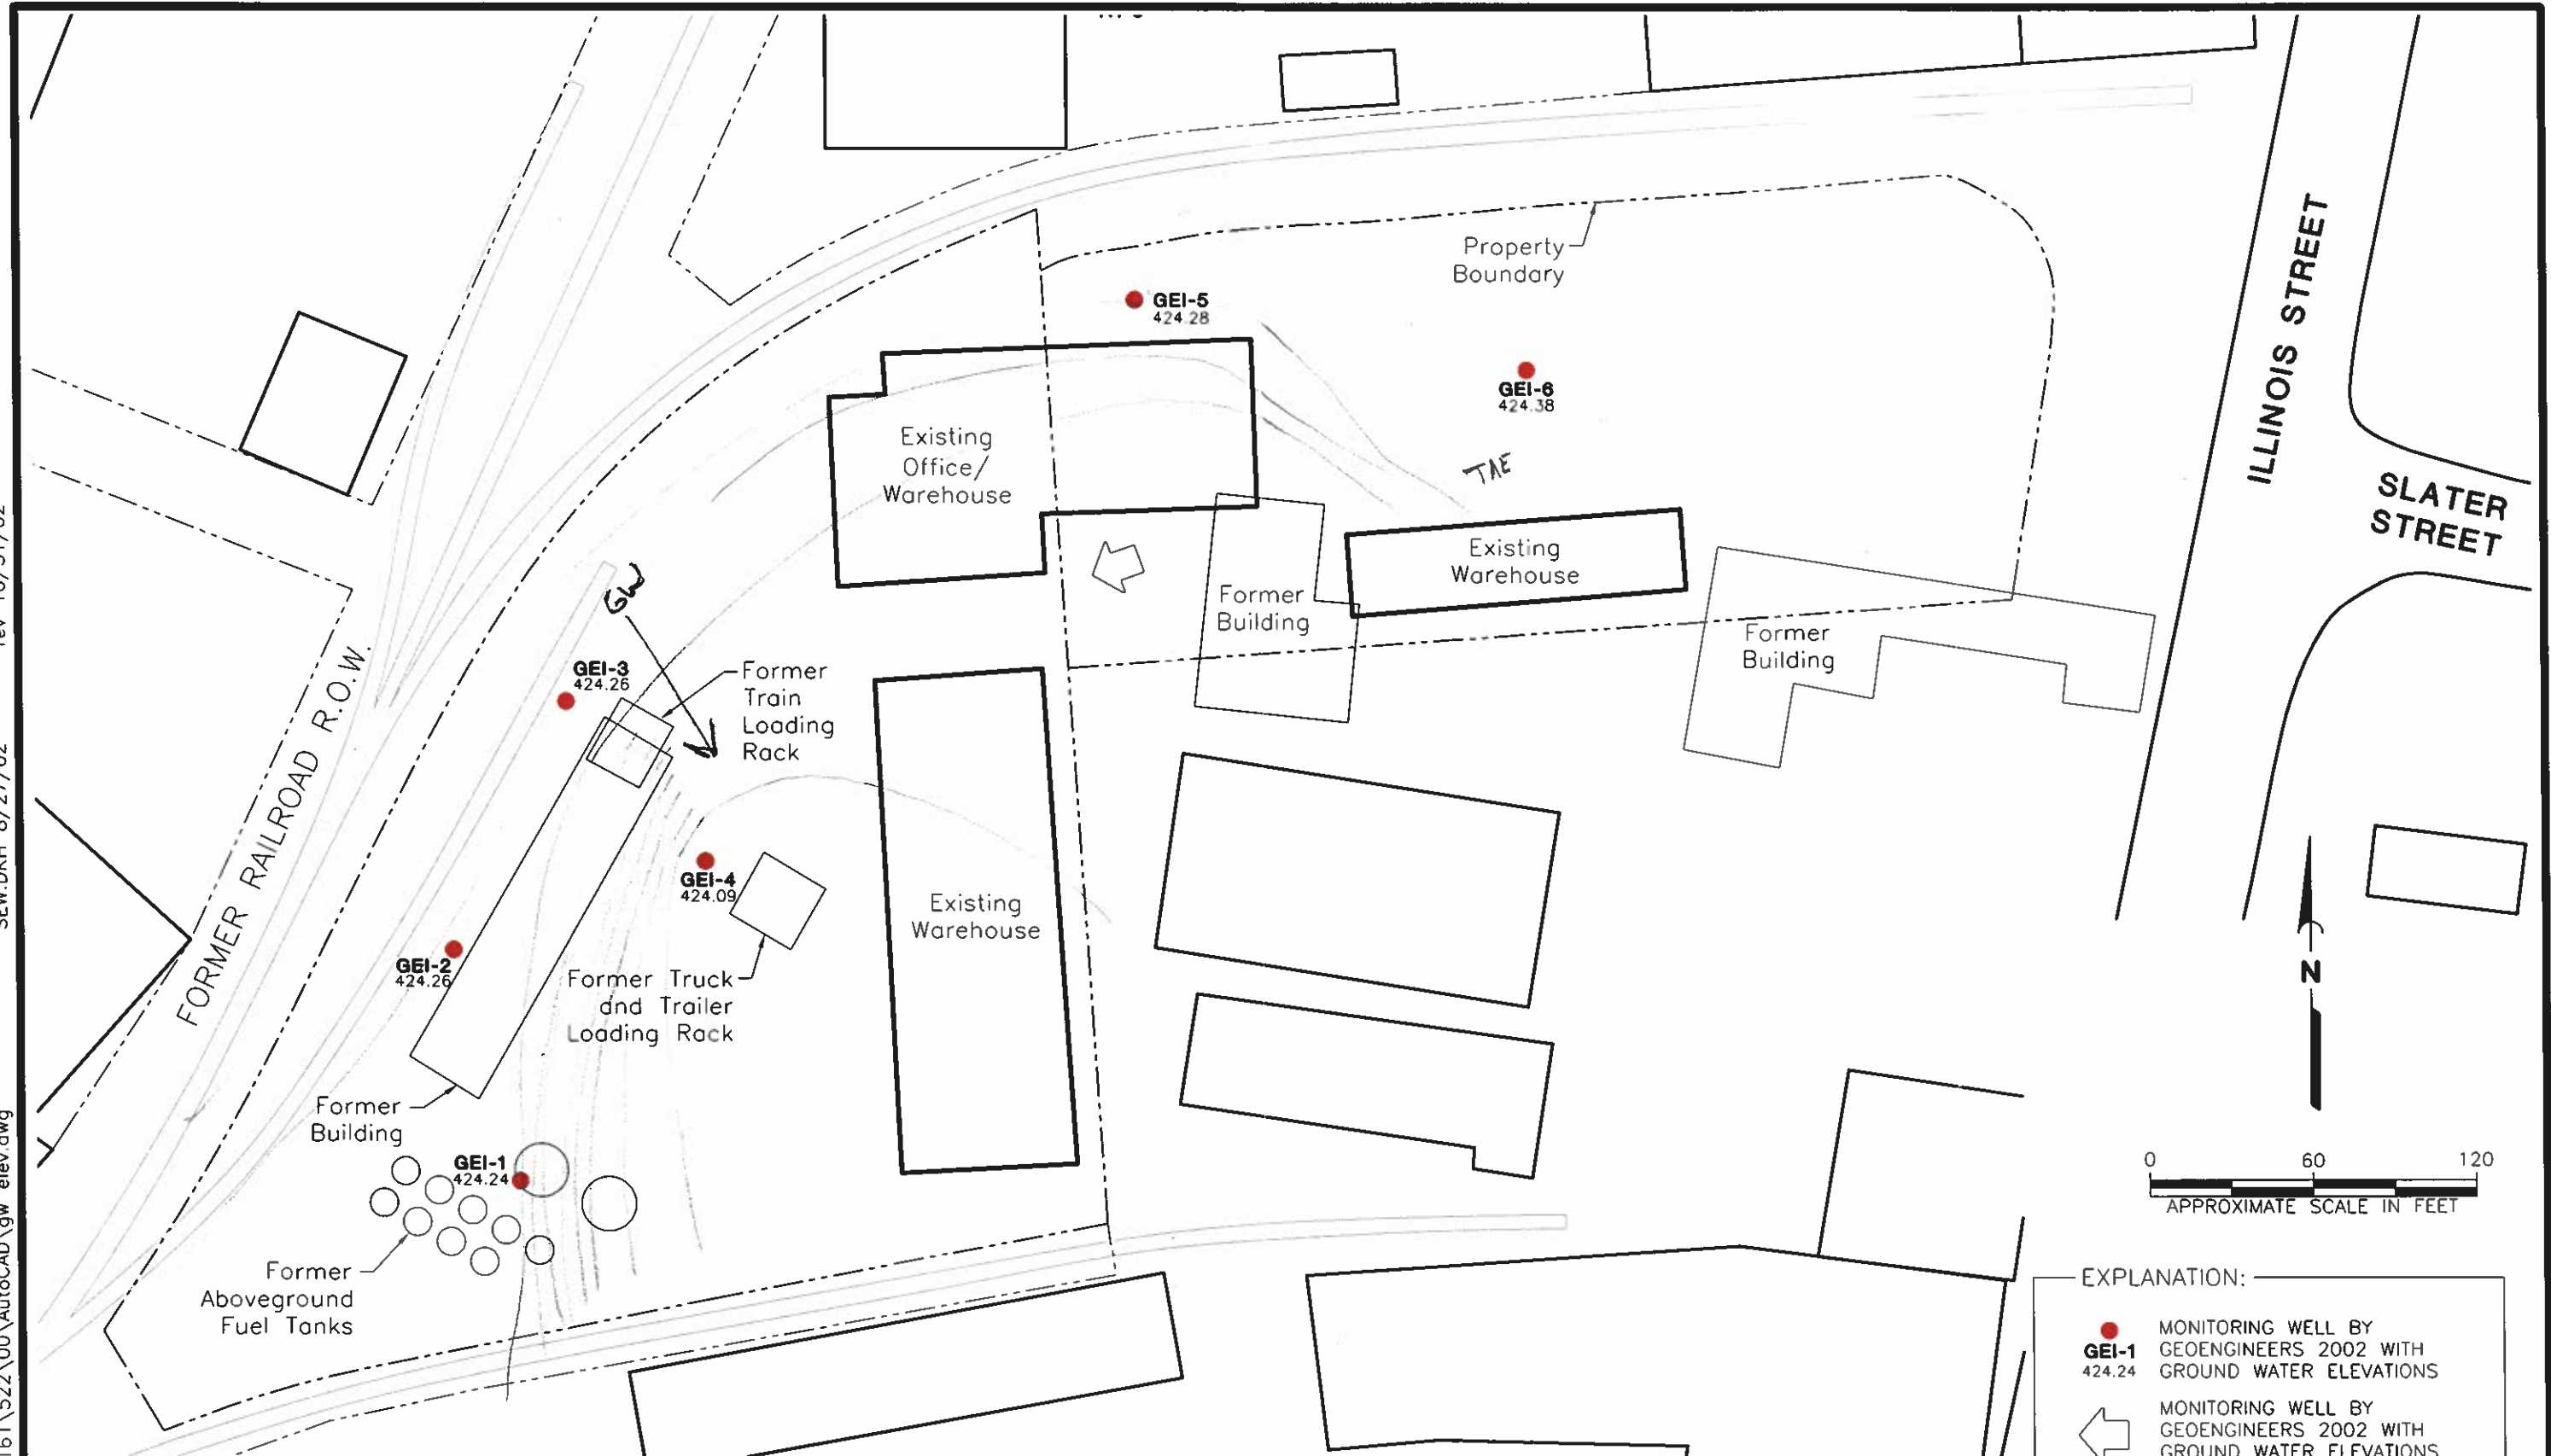 Property
Boundary
GEI-5
424.28
GEI-6
424.38
ILLINOIS STREET
SLATER
STREET
Existing
Office/
Warehouse
TAE
Existing
Warehouse
Former
Building
Former
Building
GW
GEI-3
424.26
Former
Train
Loading
Rack
FORMER RAILROAD R.O.W.
GEI-4
424.09
Existing
Warehouse
GEI-2
424.26
Former Truck
and Trailer
Loading Rack
N
Former
Building
GEI-1
424.24
Former
Aboveground
Fuel Tanks
0 60 120
APPROXIMATE SCALE IN FEET
EXPLANATION:
GEI-1
424.24
MONITORING WELL BY
GEOENGINEERS 2002 WITH
GROUND WATER ELEVATIONS
MONITORING WELL BY
GEOENGINEERS 2002 WITH
GROUND WATER ELEVATIONS